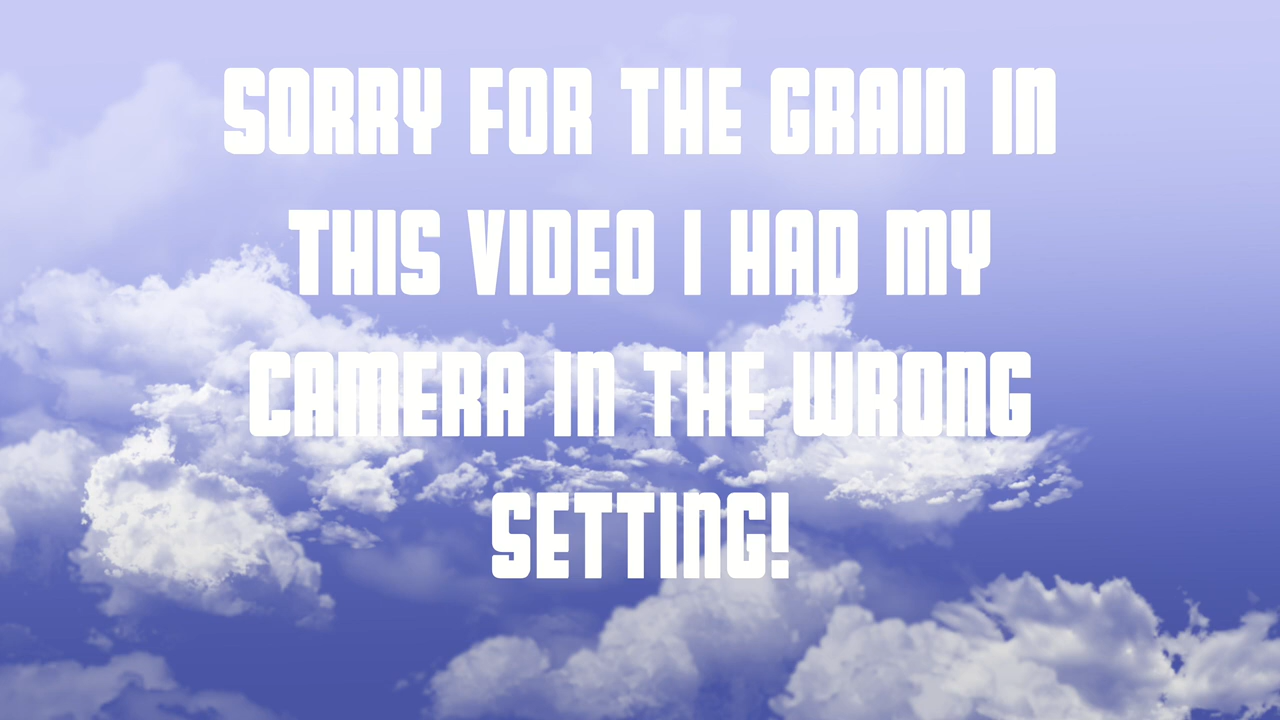 SORRY FOR THE GRAIN IN
THIS VIDEO I HAD MY
CAMERA IN THE WRONG
SETTING!